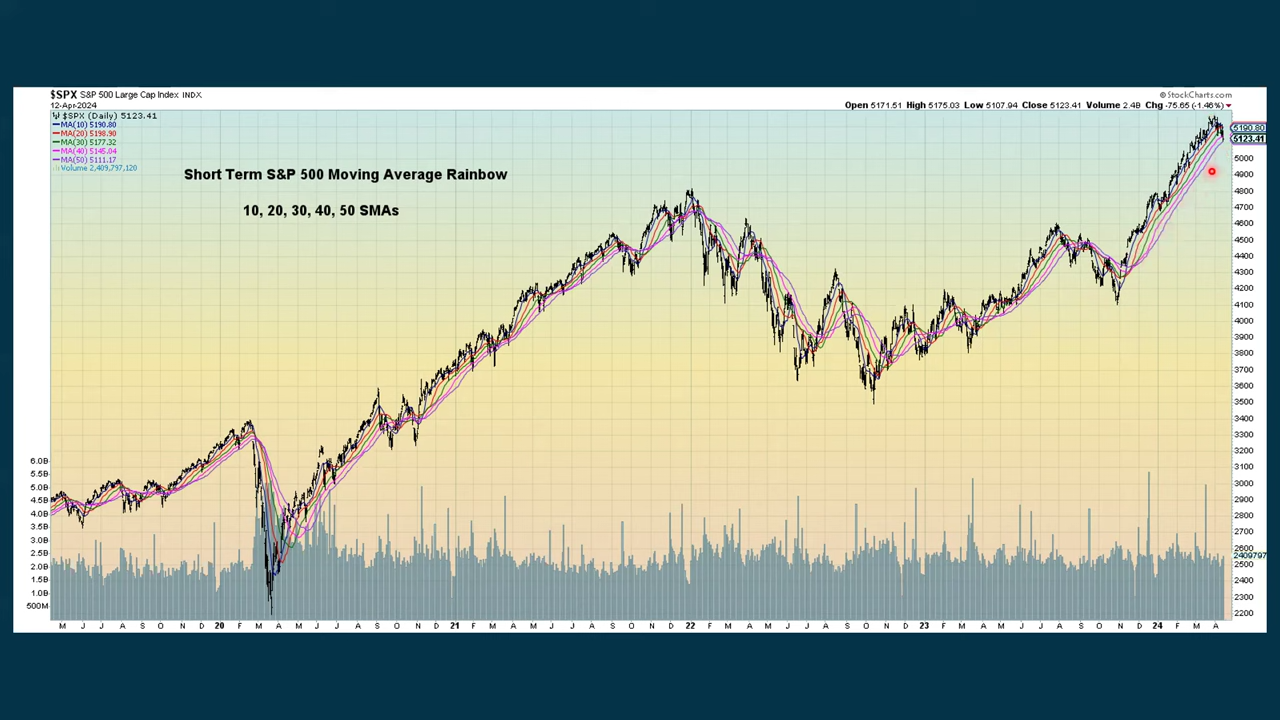 $SPX S&P 500 Large Cap Index INDX
© StockCharts.com
12-Apr-2024
Open 5171.51 High 5175.03 Low 5107.94 Close 5123.41 Volume 2.4B Chg -75.65 (-1.46%)
$SPX (Daily) 5123.41
MA(10) 5190.80
MA(20) 5198.90
MA(30) 5177.32
MA(40) 5145.04
MA(50) 5111.17
Volume 2,409,797,120
Short Term S&P 500 Moving Average Rainbow
10, 20, 30, 40, 50 SMAs
5190.80
5123.41
5000
4900
4800
4700
4600
4500
4400
4300
4200
4100
4000
3900
3800
3700
3600
3500
3400
3300
3200
3100
3000
2900
2800
2700
2600
2409797
2500
2400
2300
2200
6.0B
5.5B
5.0B
4.5B
4.0B
3.5B
3.0B
2.5B
2.0B
1.5B
1.0B
500M
M J J A S O N D 20 F M A M J J A S O N D 21 F M A M J J A S O N D 22 F M A M J J A S O N D 23 F M A M J J A S O N D 24 F M A